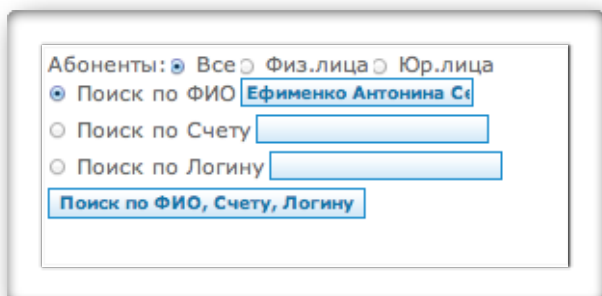 Абоненты: Все Физ.лица Юр.лица
Поиск по ФИО Ефименко Антонина
Поиск по Счету
Поиск по Логину
Поиск по ФИО, Счету, Логину